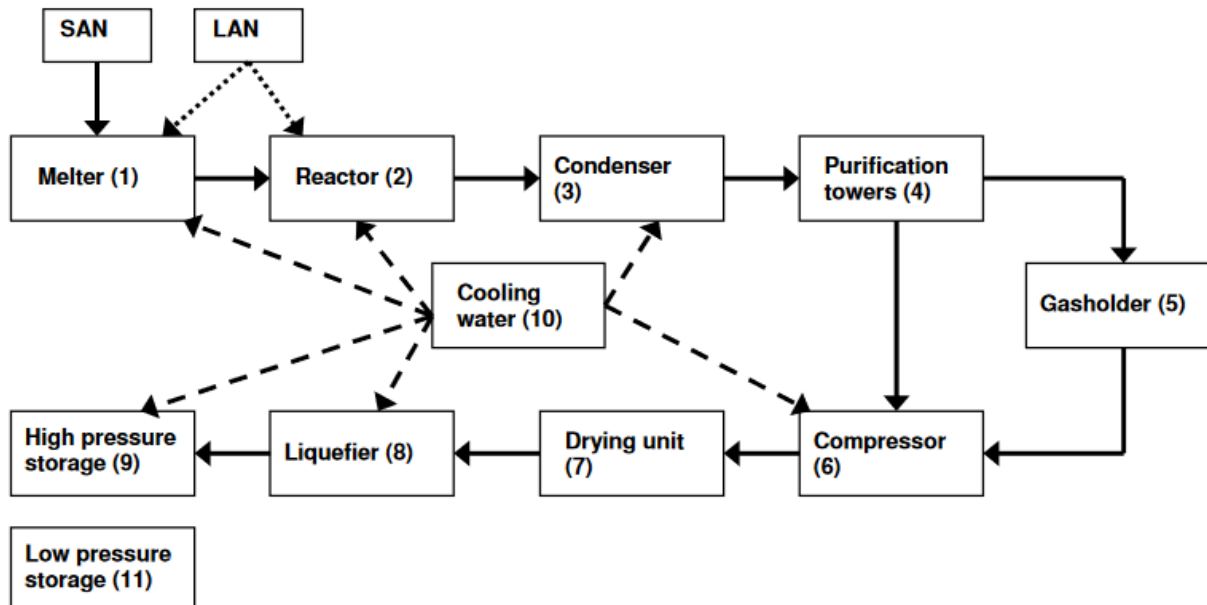 SAN
LAN
Melter (1)
Reactor (2)
Condenser
(3)
Purification
towers (4)
Cooling
water (10)
Gasholder (5)
High pressure
storage (9)
Liquefier (8)
Drying unit
(7)
Compressor
(6)
Low pressure
storage (11)